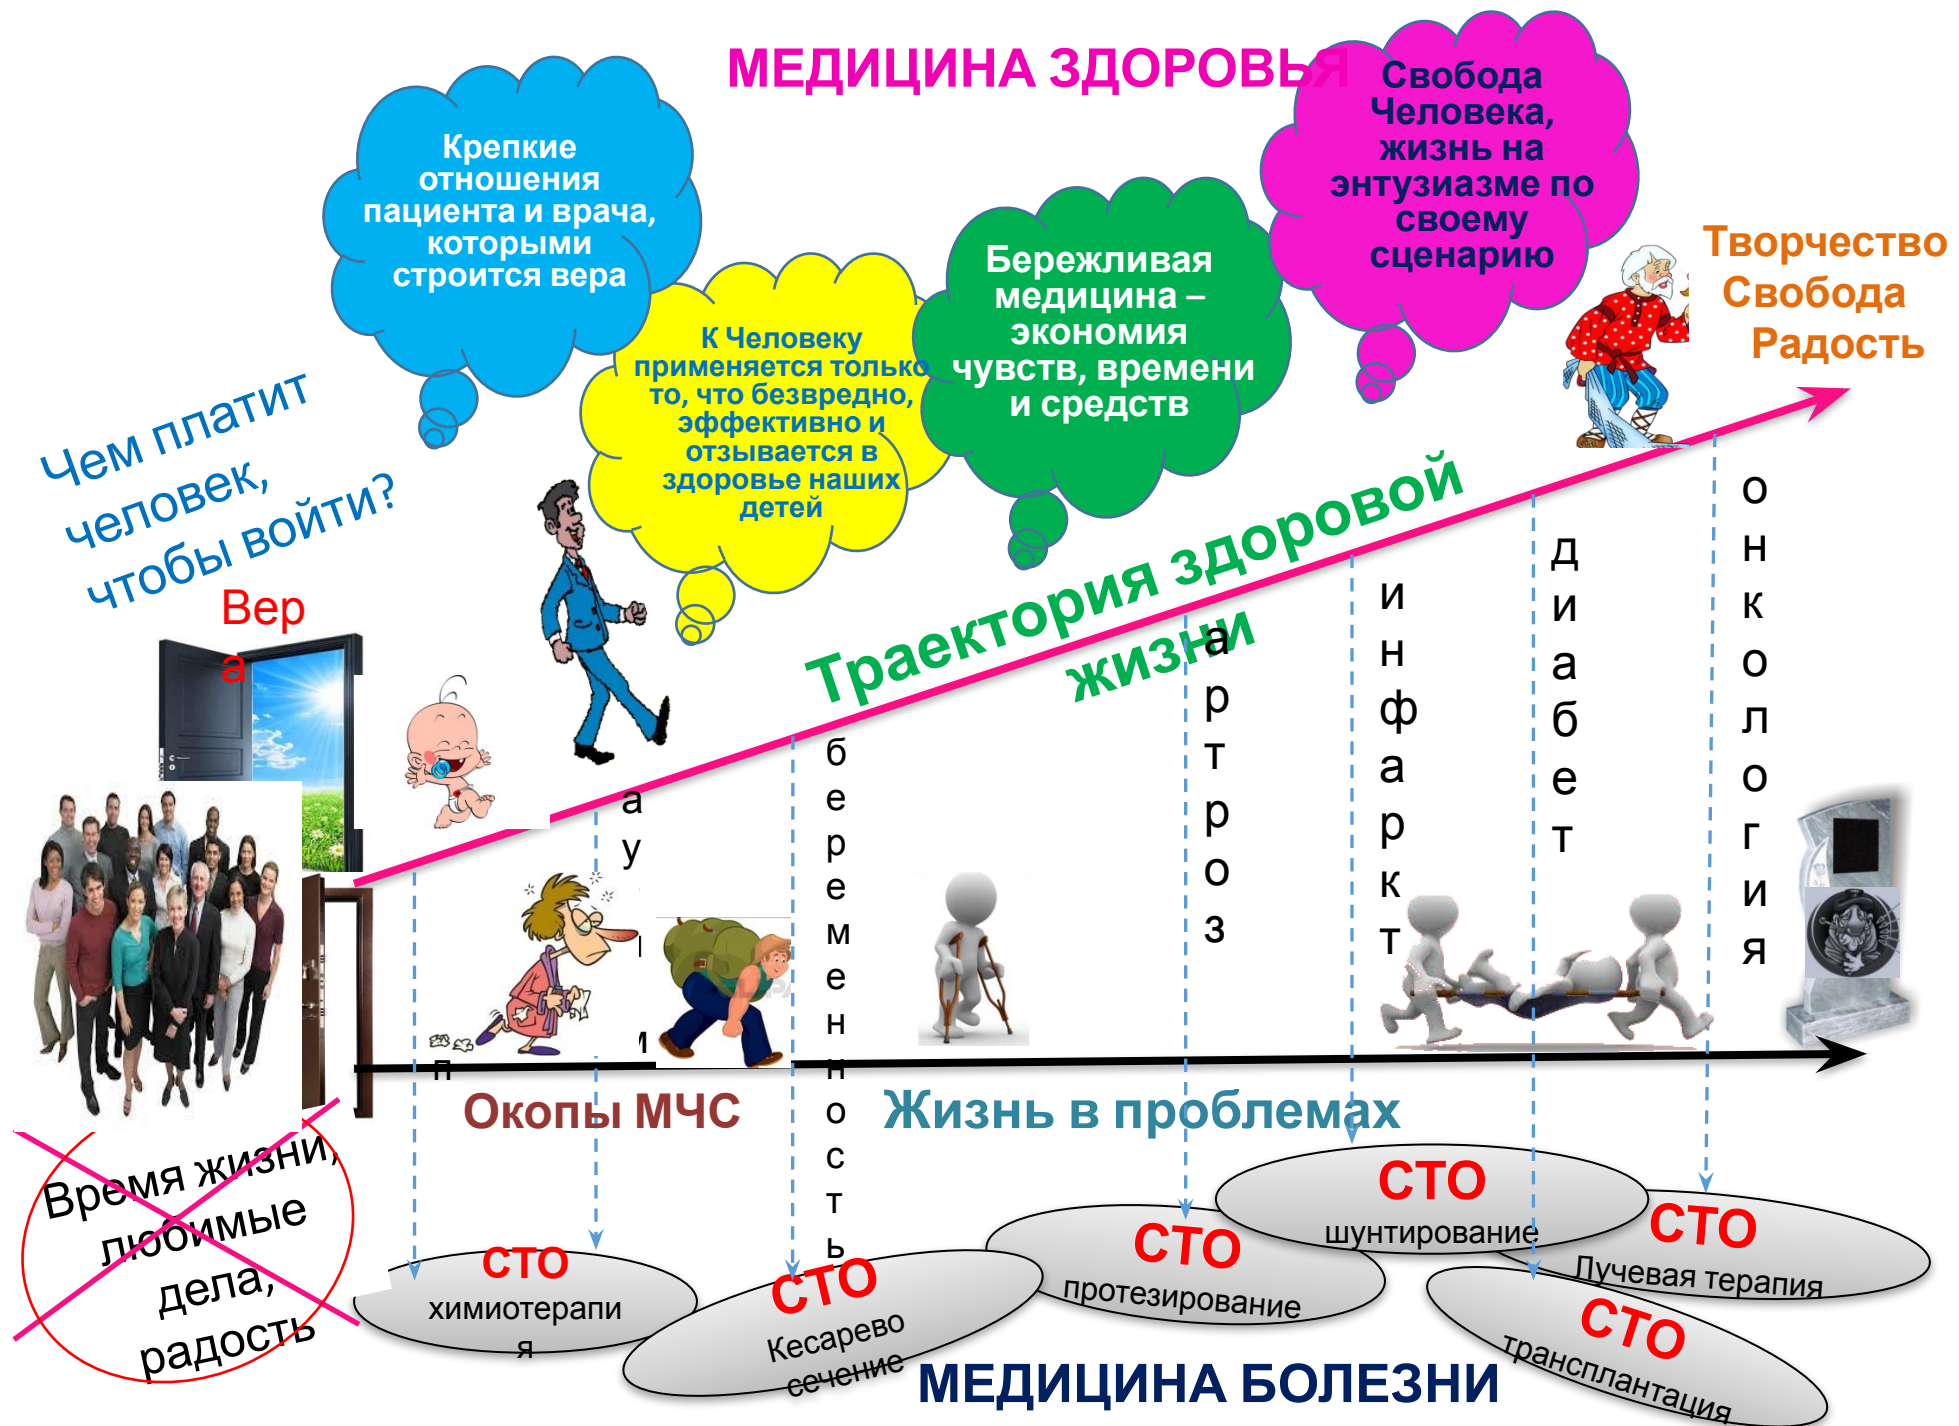 МЕДИЦИНА ЗДОРОВЬЯ
Крепкие
отношения
пациента и врача,
которыми
строится вера
К Человеку
применяется только
то, что безвредно,
эффективно и
отзывается в
здоровье наших
детей
Бережливая
медицина –
экономия
чувств, времени
и средств
Свобода
Человека,
жизнь на
энтузиазме по
своему
сценарию
Творчество
Свобода
Радость
Чем платит
человек,
чтобы войти?
Вер
а
Траектория здоровой
жизни
беременность
артроз
инфаркт
диабет
онкология
Окопы МЧС
Жизнь в проблемах
Время жизни,
любимые
дела,
радость
СТО
химиотерапи
я
СТО
Кесарево
сечение
СТО
протезирование
СТО
шунтирование
СТО
Лучевая терапия
СТО
трансплантация
МЕДИЦИНА БОЛЕЗНИ